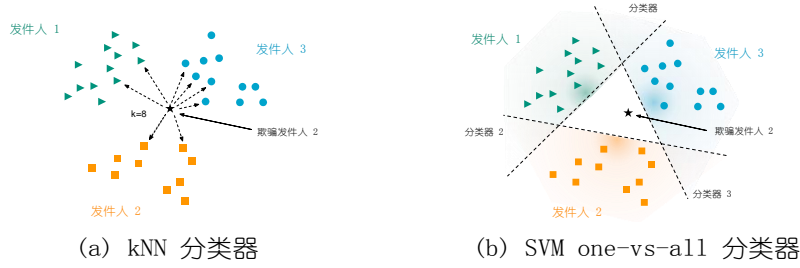 发件人 1
发件人 3
k=8
欺骗发件人 2
发件人 2
(a) kNN 分类器
分类器
发件人 1
发件人 3
分类器 2
欺骗发件人 2
分类器 3
发件人 2
(b) SVM one-vs-all 分类器